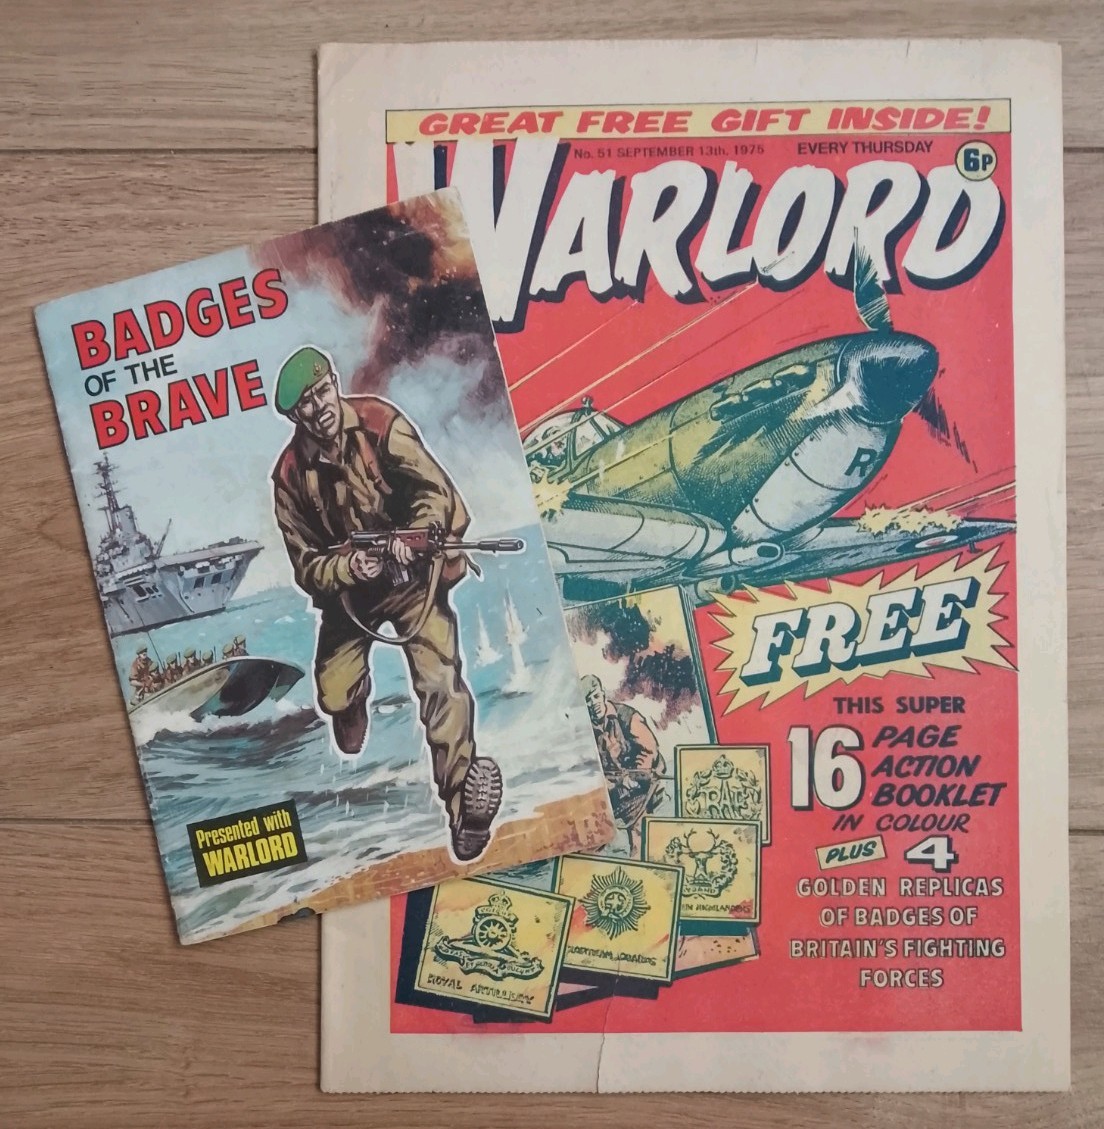 GREAT FREE GIFT INSIDE!
No. 51 SEPTEMBER 13th. 1975 EVERY THURSDAY
6P
WARLORD
BADGES
OF THE
BRAVE
R
FREE
THIS SUPER
16 PAGE
ACTION
BOOKLET
IN COLOUR
PLUS 4
GOLDEN REPLICAS
OF BADGES OF
BRITAIN'S FIGHTING
FORCES
Presented with
WARLORD
ROYAL ARTILLERY